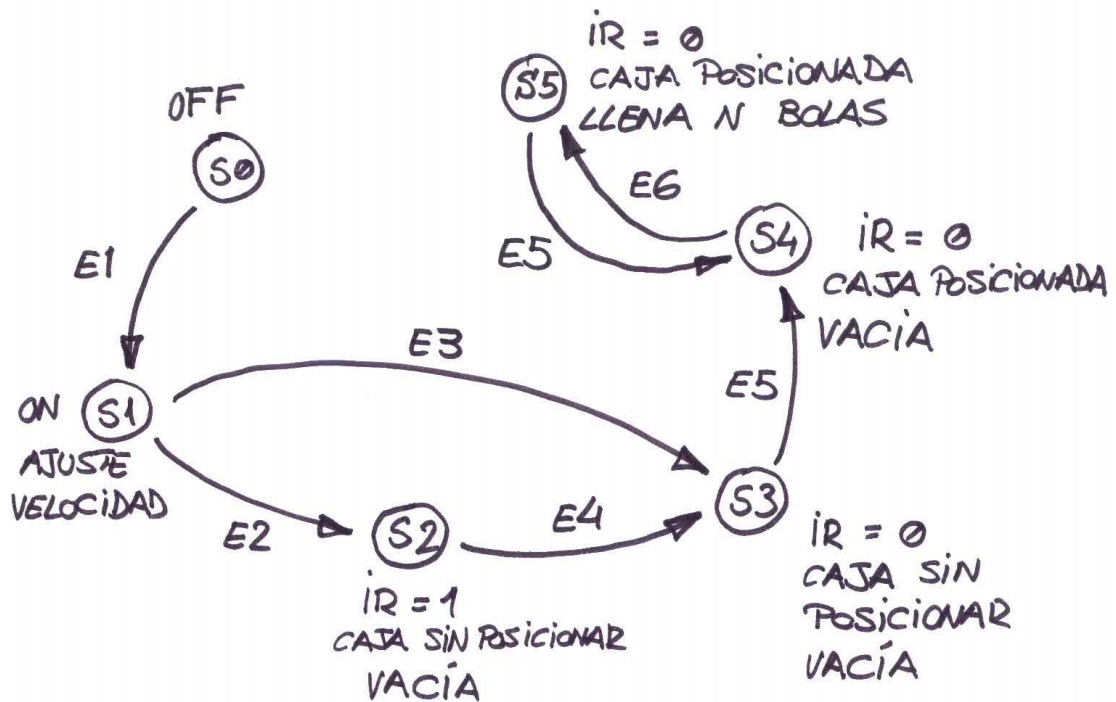 iR = 0
CAJA POSICIONADA
LLENA N BOLAS
S5
OFF
S0
E6
E1
E5
S4
iR = 0
CAJA POSICIONADA
VACÍA
E3
E5
ON
S1
AJUSTE
VELOCIDAD
E2
S2
E4
S3
iR = 1
CAJA SIN POSICIONAR
VACÍA
iR = 0
CAJA SIN
POSICIONAR
VACÍA